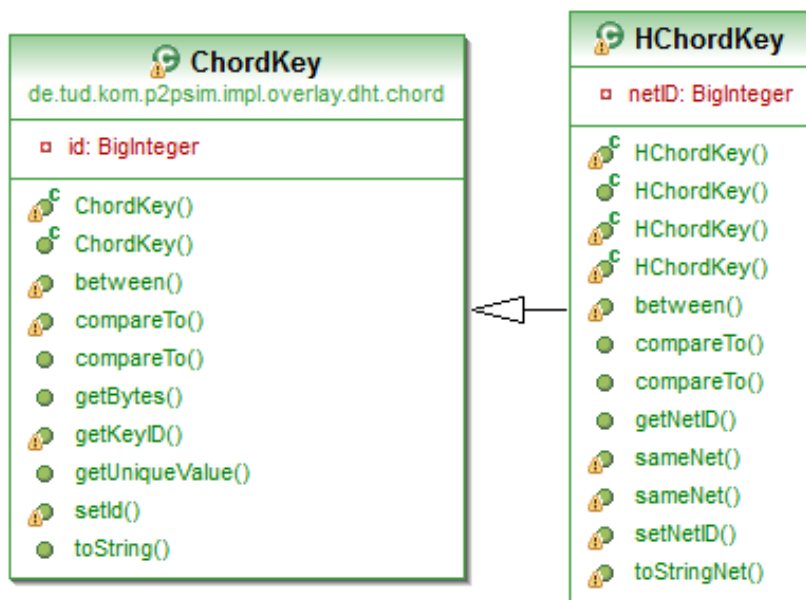 ChordKey
de.tud.kom.p2psim.impl.overlay.dht.chord
id: BigInteger
ChordKey()
ChordKey()
between()
compareTo()
compareTo()
getBytes()
getKeyID()
getUniqueValue()
setId()
toString()
HChordKey
netID: BigInteger
HChordKey()
HChordKey()
HChordKey()
HChordKey()
between()
compareTo()
compareTo()
getNetID()
sameNet()
sameNet()
setNetID()
toStringNet()